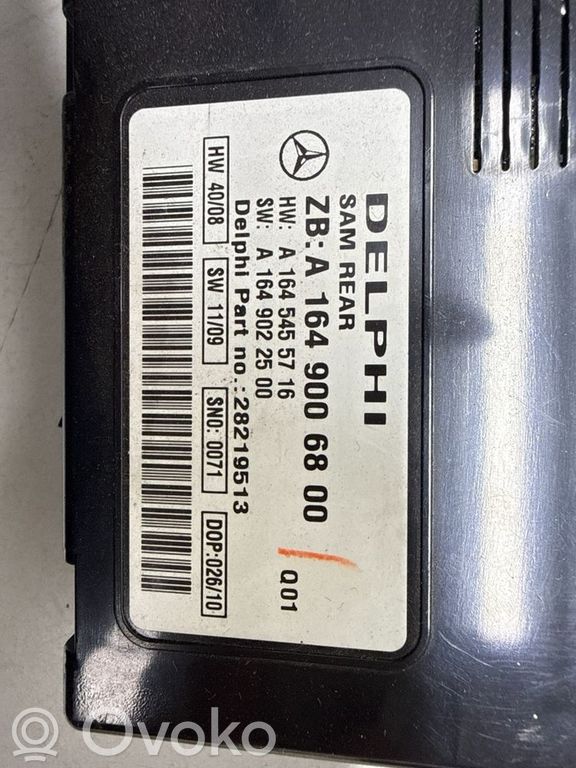 DELPHI
SAM REAR
ZB: A 164 900 68 00
HW: A 164 545 57 16
SW: A 164 902 25 00
Q01
Delphi Part no.: 28219513
HW 40/08 SW 11/09 SNO: 0071 DOP:026/10
Ovoko